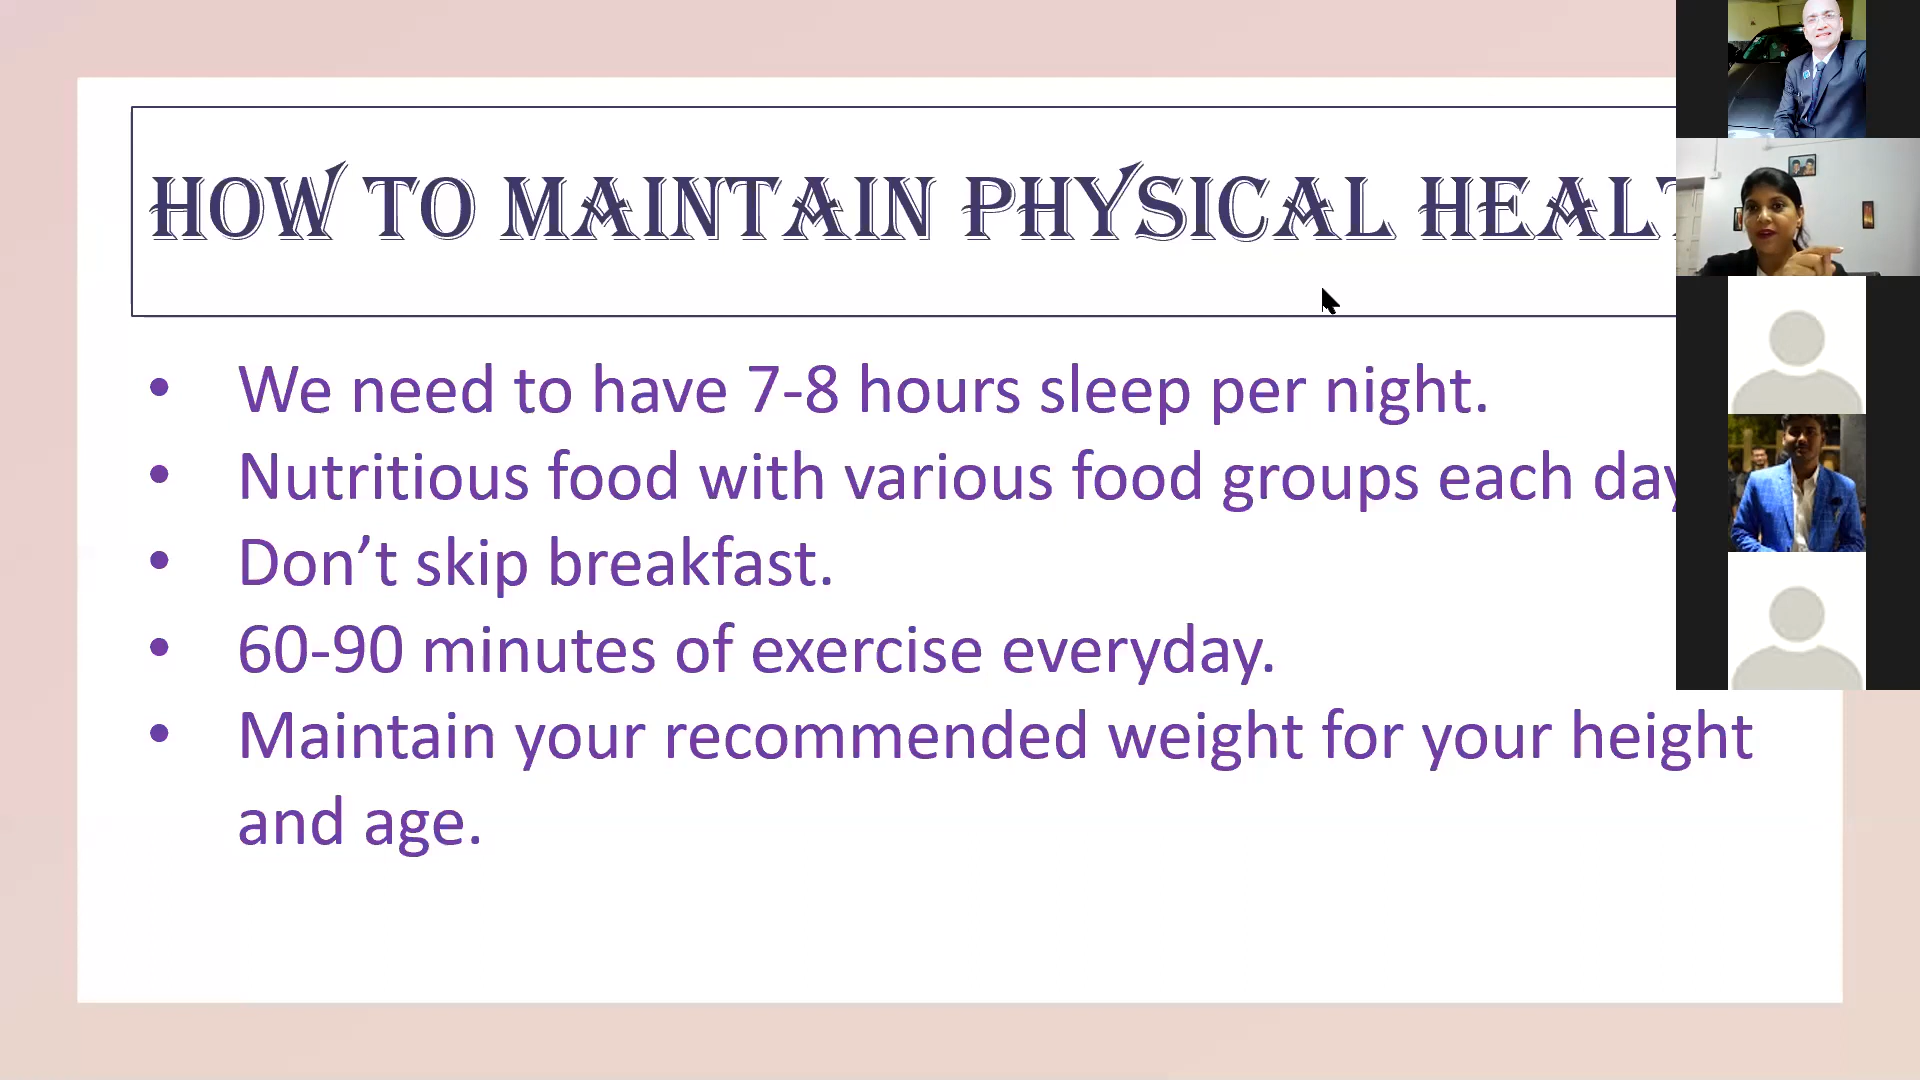 HOW TO MAINTAIN PHYSICAL HEALT
• We need to have 7-8 hours sleep per night.
• Nutritious food with various food groups each day
• Don’t skip breakfast.
• 60-90 minutes of exercise everyday.
• Maintain your recommended weight for your height
and age.